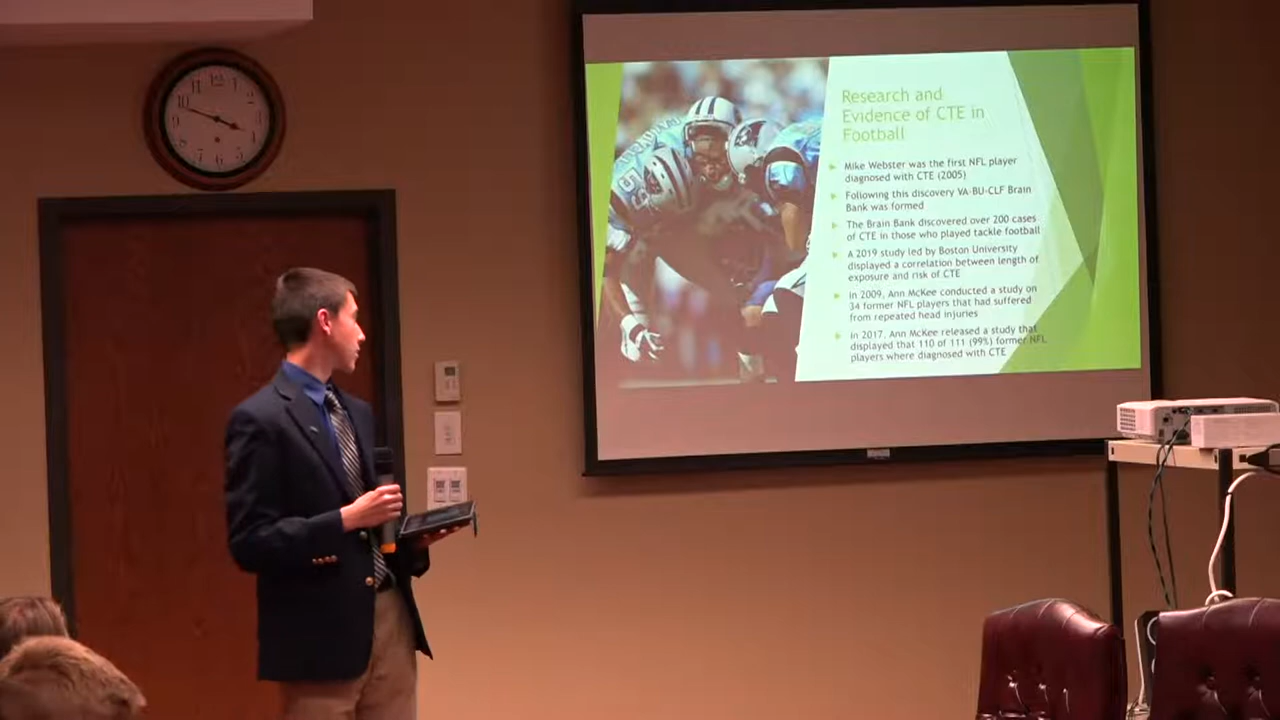 Research and
Evidence of CTE in
Football
Mike Webster was the first NFL player
diagnosed with CTE (2005)
Following this discovery VA-BU-CLF Brain
Bank was formed
The Brain Bank discovered over 200 cases
of CTE in those who played tackle football
A 2019 study led by Boston University
displayed a correlation between length of
exposure and risk of CTE
In 2009, Ann McKee conducted a study on
34 former NFL players that had suffered
from repeated head injuries
In 2017, Ann McKee released a study that
displayed that 110 of 111 (99%) former NFL
players where diagnosed with CTE